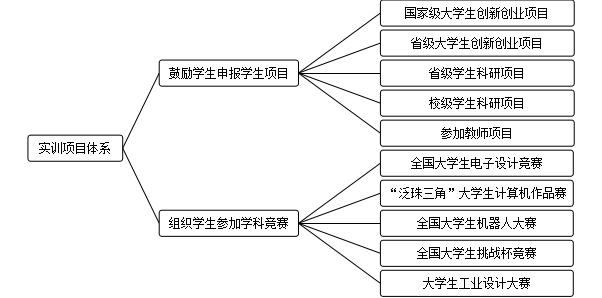 实训项目体系
鼓励学生申报学生项目
国家级大学生创新创业项目
省级大学生创新创业项目
省级学生科研项目
校级学生科研项目
参加教师项目
组织学生参加学科竞赛
全国大学生电子设计竞赛
“泛珠三角”大学生计算机作品赛
全国大学生机器人大赛
全国大学生挑战杯竞赛
大学生工业设计大赛